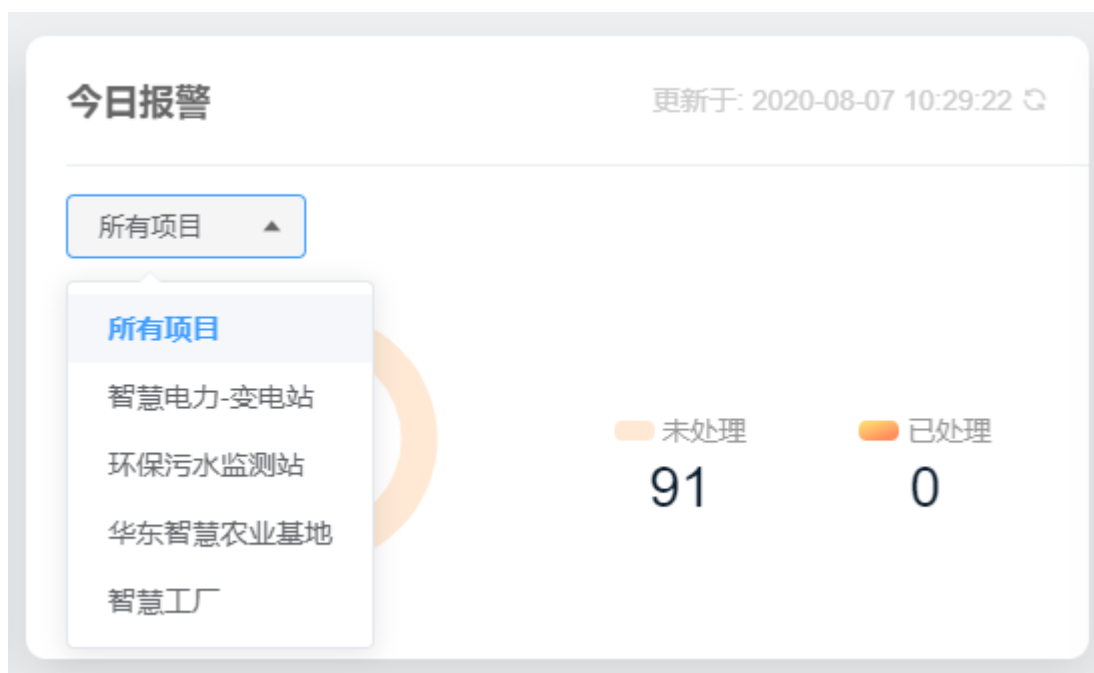 今日报警
更新于: 2020-08-07 10:29:22
所有项目
所有项目
智慧电力-变电站
环保污水监测站
华东智慧农业基地
智慧工厂
未处理 已处理
91 0